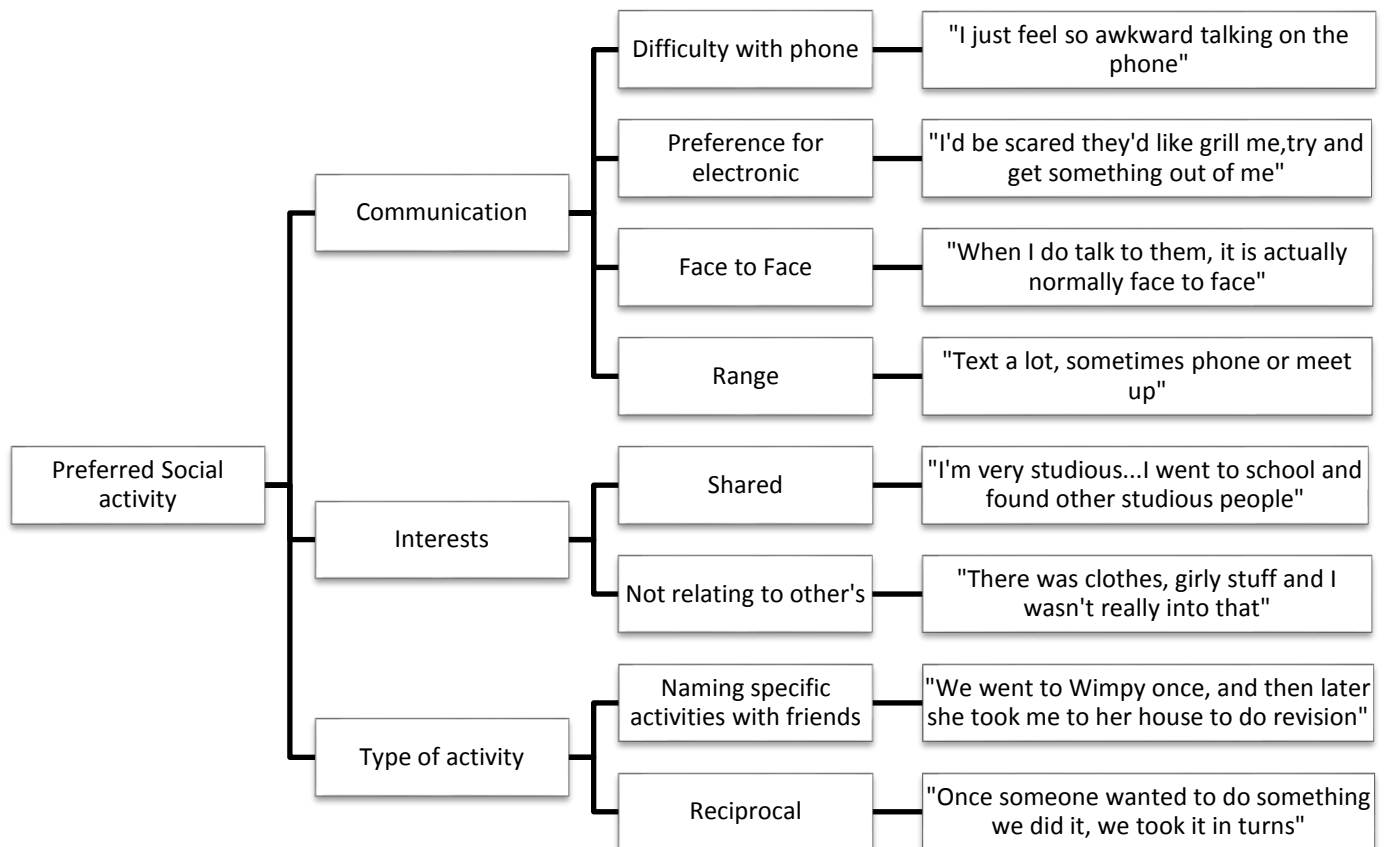 Difficulty with phone
"I just feel so awkward talking on the
phone"
Preference for
electronic
"I'd be scared they'd like grill me,try and
get something out of me"
Communication
Face to Face
"When I do talk to them, it is actually
normally face to face"
Range
"Text a lot, sometimes phone or meet
up"
Preferred Social
activity
Shared
"I'm very studious...I went to school and
found other studious people"
Interests
Not relating to other's
"There was clothes, girly stuff and I
wasn't really into that"
Naming specific
activities with friends
"We went to Wimpy once, and then later
she took me to her house to do revision"
Type of activity
Reciprocal
"Once someone wanted to do something
we did it, we took it in turns"